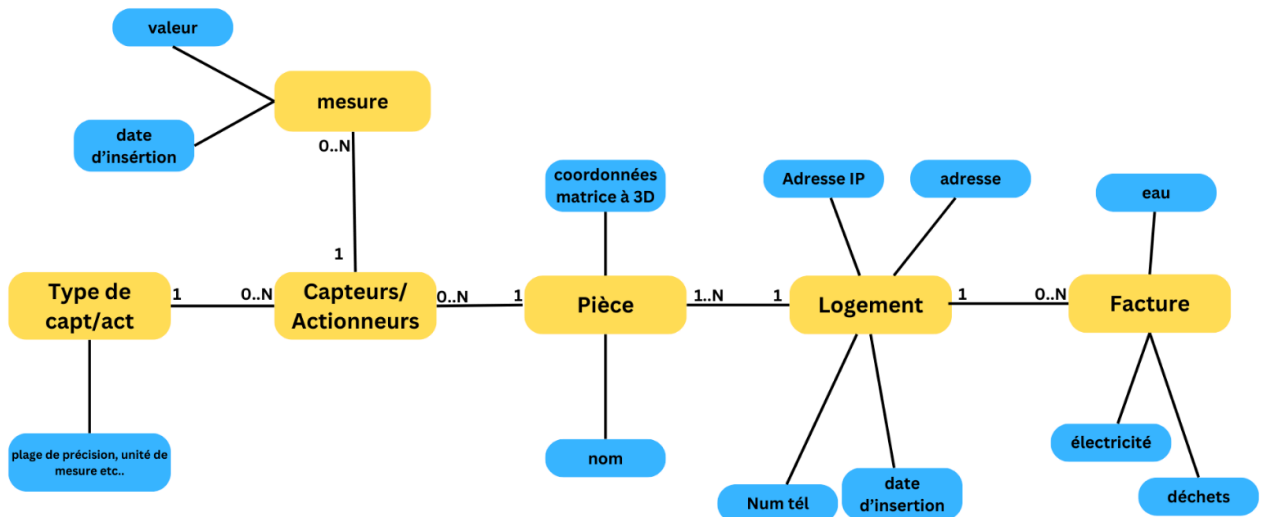 valeur
mesure
date
d'insértion
0..N
coordonnées
matrice à 3D
Adresse IP
adresse
eau
1
Type de
capt/act
1
0..N
Capteurs/
Actionneurs
0..N
1
Pièce
1..N
1
Logement
1
0..N
Facture
plage de précision, unité de
mesure etc..
nom
électricité
Num tél
date
d'insertion
déchets